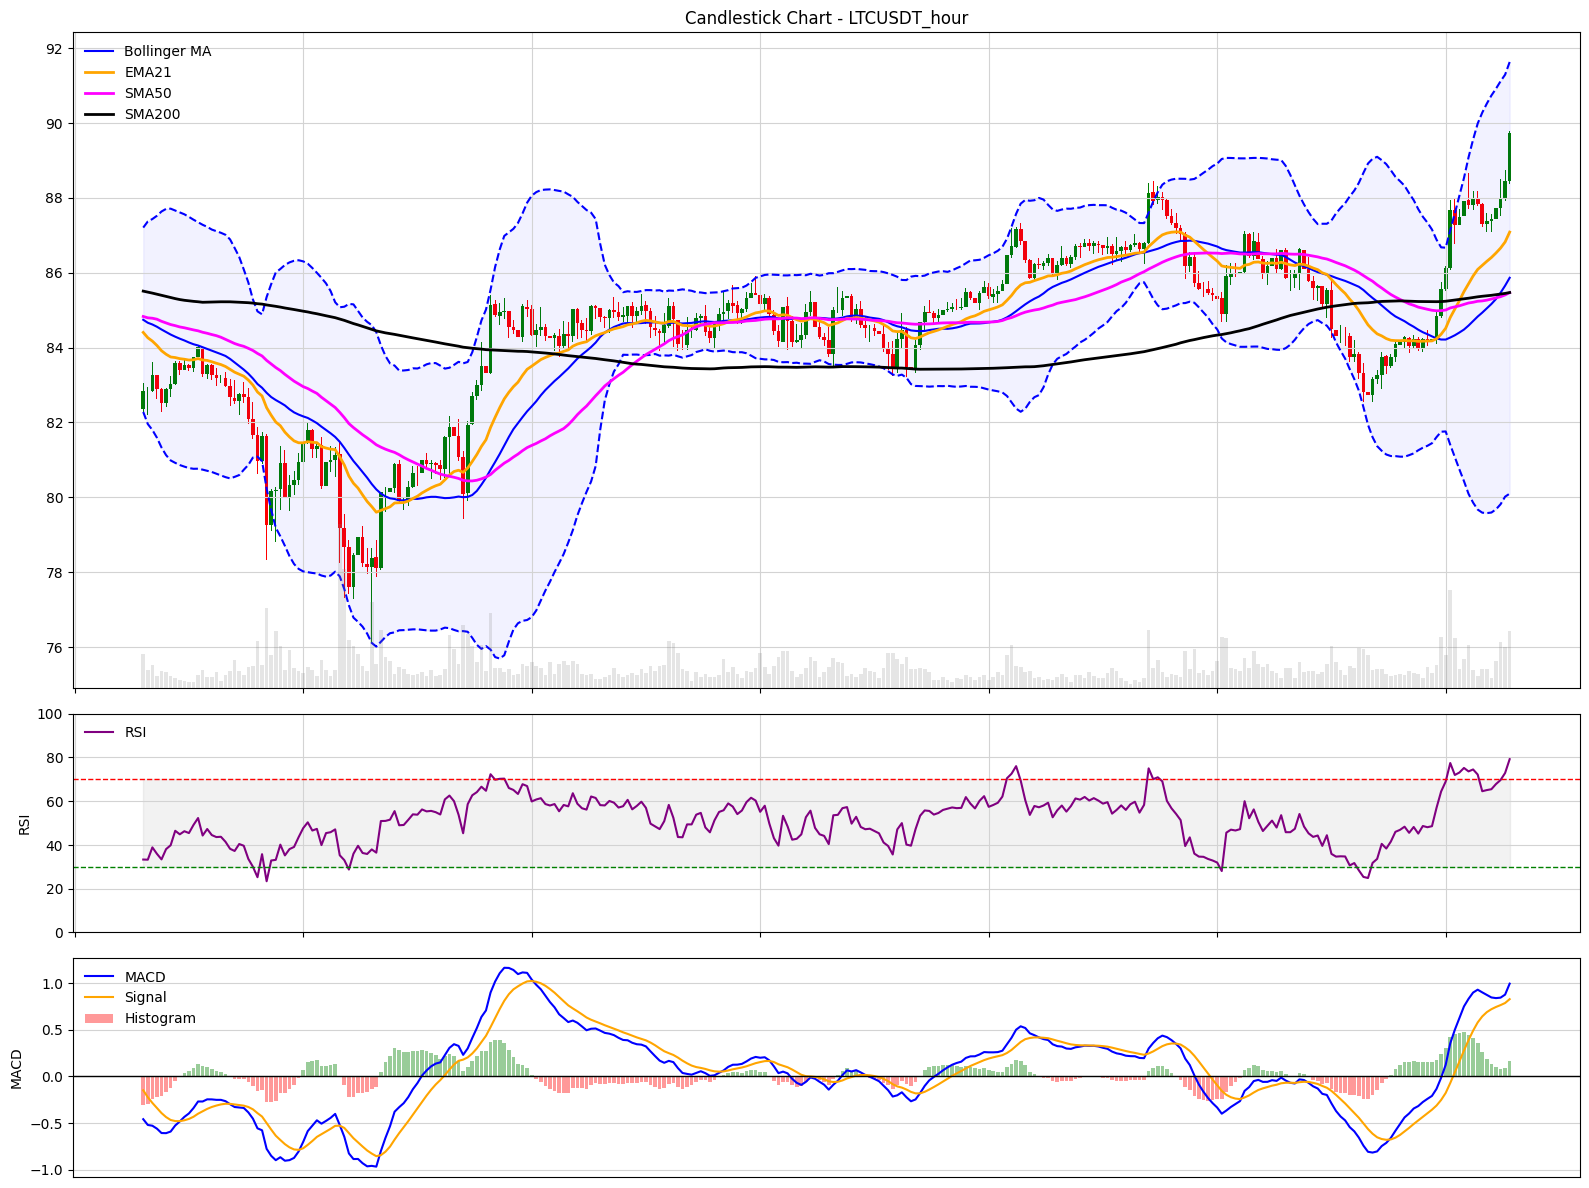 Candlestick Chart - LTCUSDT_hour
Bollinger MA
EMA21
SMA50
SMA200
92
90
88
86
84
82
80
78
76
RSI
100
80
60
40
20
0
RSI
MACD
Signal
Histogram
1.0
0.5
0.0
−0.5
−1.0
MACD